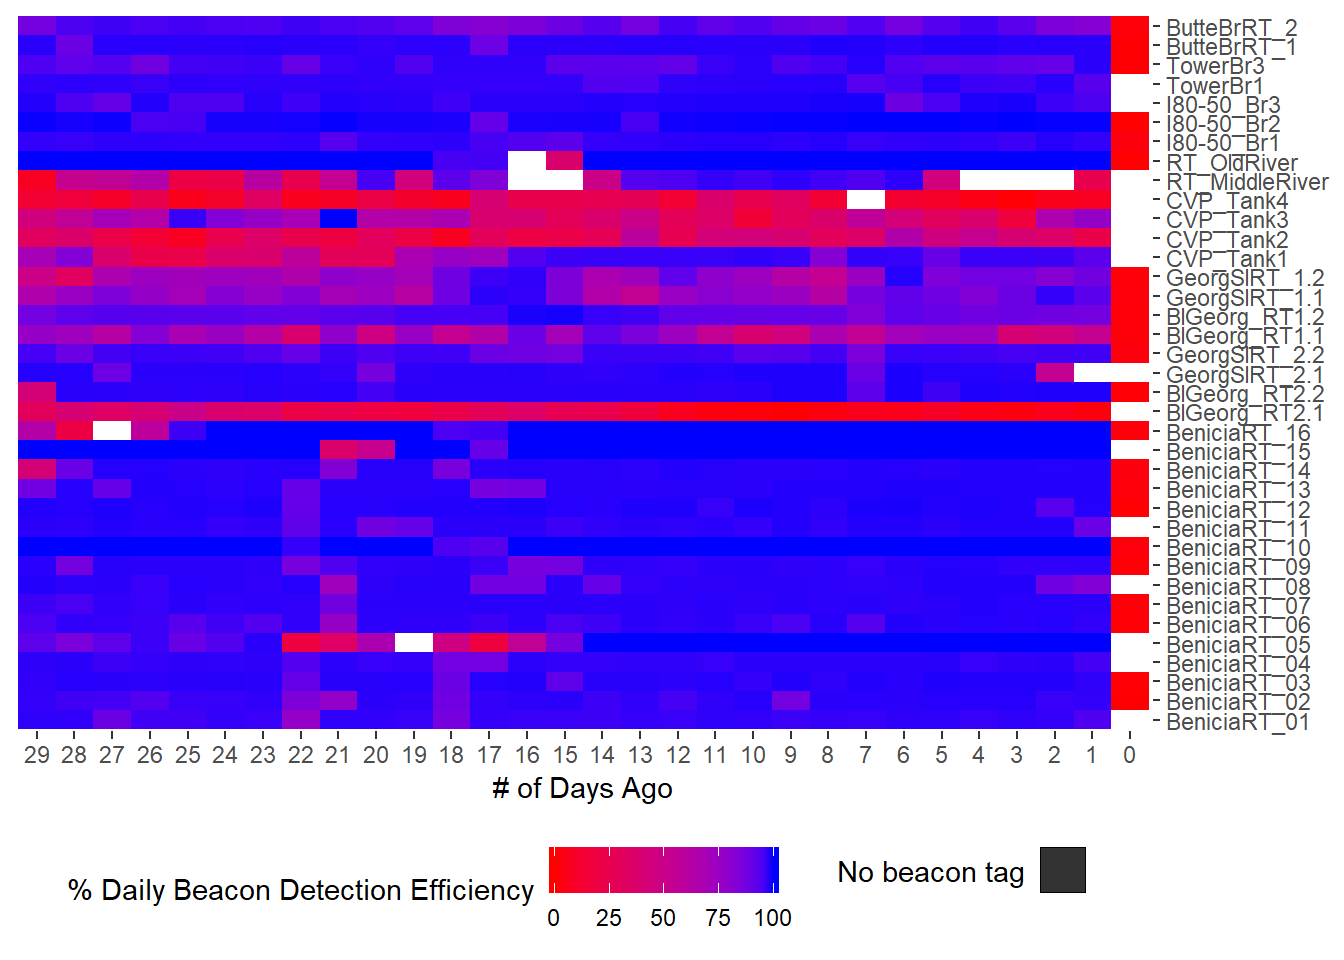 ButteBrRT_2
ButteBrRT_1
TowerBr3
TowerBr1
I80-50_Br3
I80-50_Br2
I80-50_Br1
RT_OldRiver
RT_MiddleRiver
CVP_Tank4
CVP_Tank3
CVP_Tank2
CVP_Tank1
GeorgSlRT_1.2
GeorgSlRT_1.1
BlGeorg_RT1.2
BlGeorg_RT1.1
GeorgSlRT_2.2
GeorgSlRT_2.1
BlGeorg_RT2.2
BlGeorg_RT2.1
BeniciaRT_16
BeniciaRT_15
BeniciaRT_14
BeniciaRT_13
BeniciaRT_12
BeniciaRT_11
BeniciaRT_10
BeniciaRT_09
BeniciaRT_08
BeniciaRT_07
BeniciaRT_06
BeniciaRT_05
BeniciaRT_04
BeniciaRT_03
BeniciaRT_02
BeniciaRT_01
29 28 27 26 25 24 23 22 21 20 19 18 17 16 15 14 13 12 11 10 9 8 7 6 5 4 3 2 1 0
# of Days Ago
% Daily Beacon Detection Efficiency
0 25 50 75 100
No beacon tag